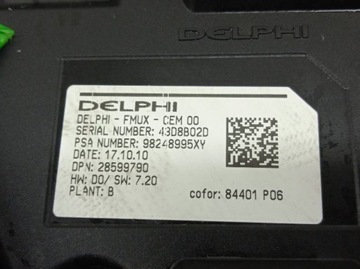 DELPHI
DELPHI
DELPHI - FMUX - CEM 00
SERIAL NUMBER: 43D8B02D
PSA NUMBER: 98248995XY
DATE: 17.10.10
DPN: 28599790
HW: D0/ SW: 7.20
PLANT: B
cofor: 84401 P06